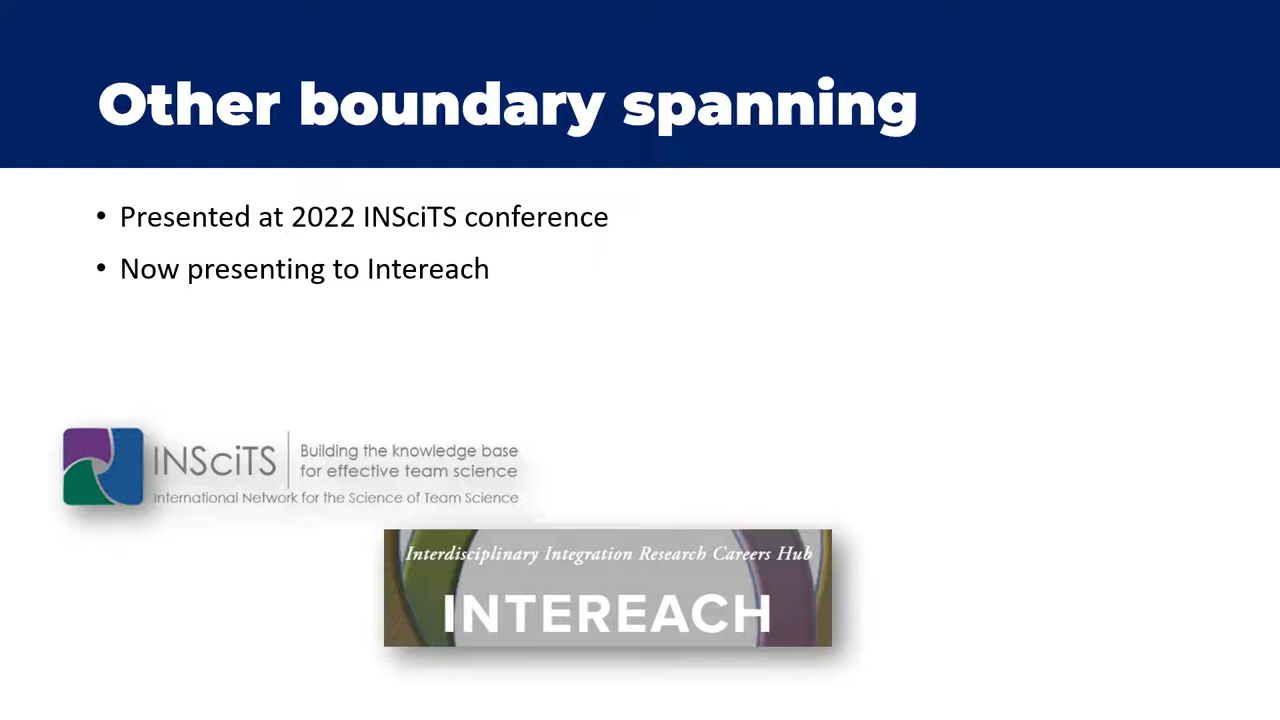 Other boundary spanning
• Presented at 2022 INSciTS conference
• Now presenting to Intereach
INSciTS
Building the knowledge base
for effective team science
International Network for the Science of Team Science
Interdisciplinary Integration Research Careers Hub
INTEREACH